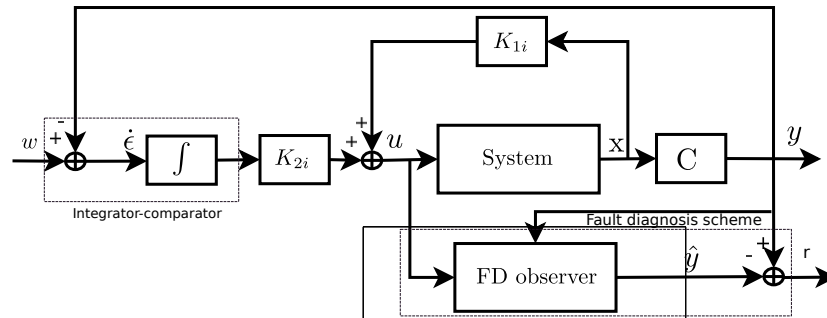 K1i
+
-
+
w
ϵ̇
∫
K2i
+
u
System
x
C
y
Integrator-comparator
Fault diagnosis scheme
FD observer
ŷ
-
+
r